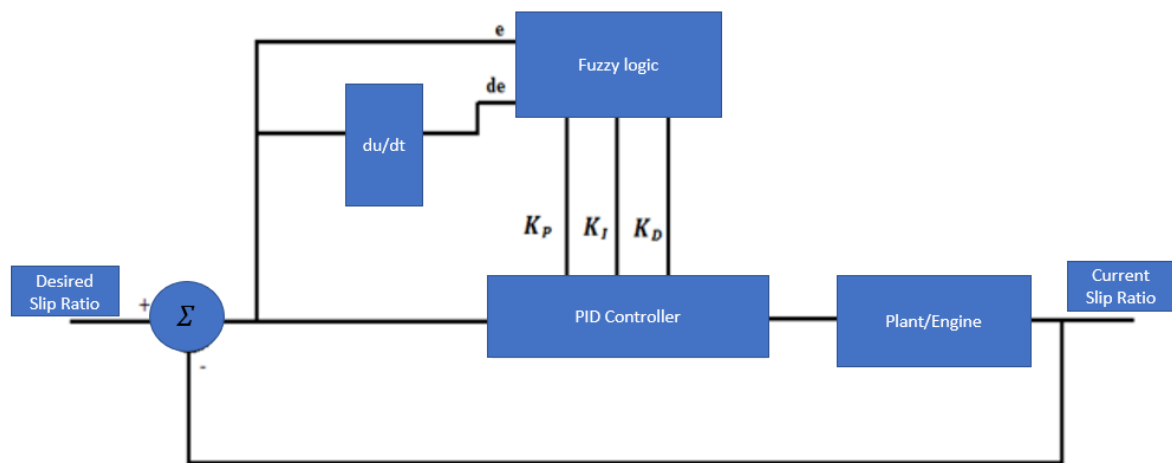 e
Fuzzy logic
de
du/dt
K_P K_I K_D
Desired
Slip Ratio
+
Σ
-
PID Controller
Plant/Engine
Current
Slip Ratio